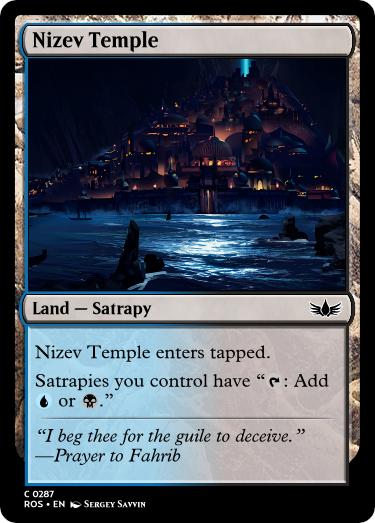 Nizev Temple
Land — Satrapy
Nizev Temple enters tapped.
Satrapies you control have “: Add
or .”
“I beg thee for the guile to deceive.”
—Prayer to Fahrib
C 0287
ROS • EN Sergey Savvin